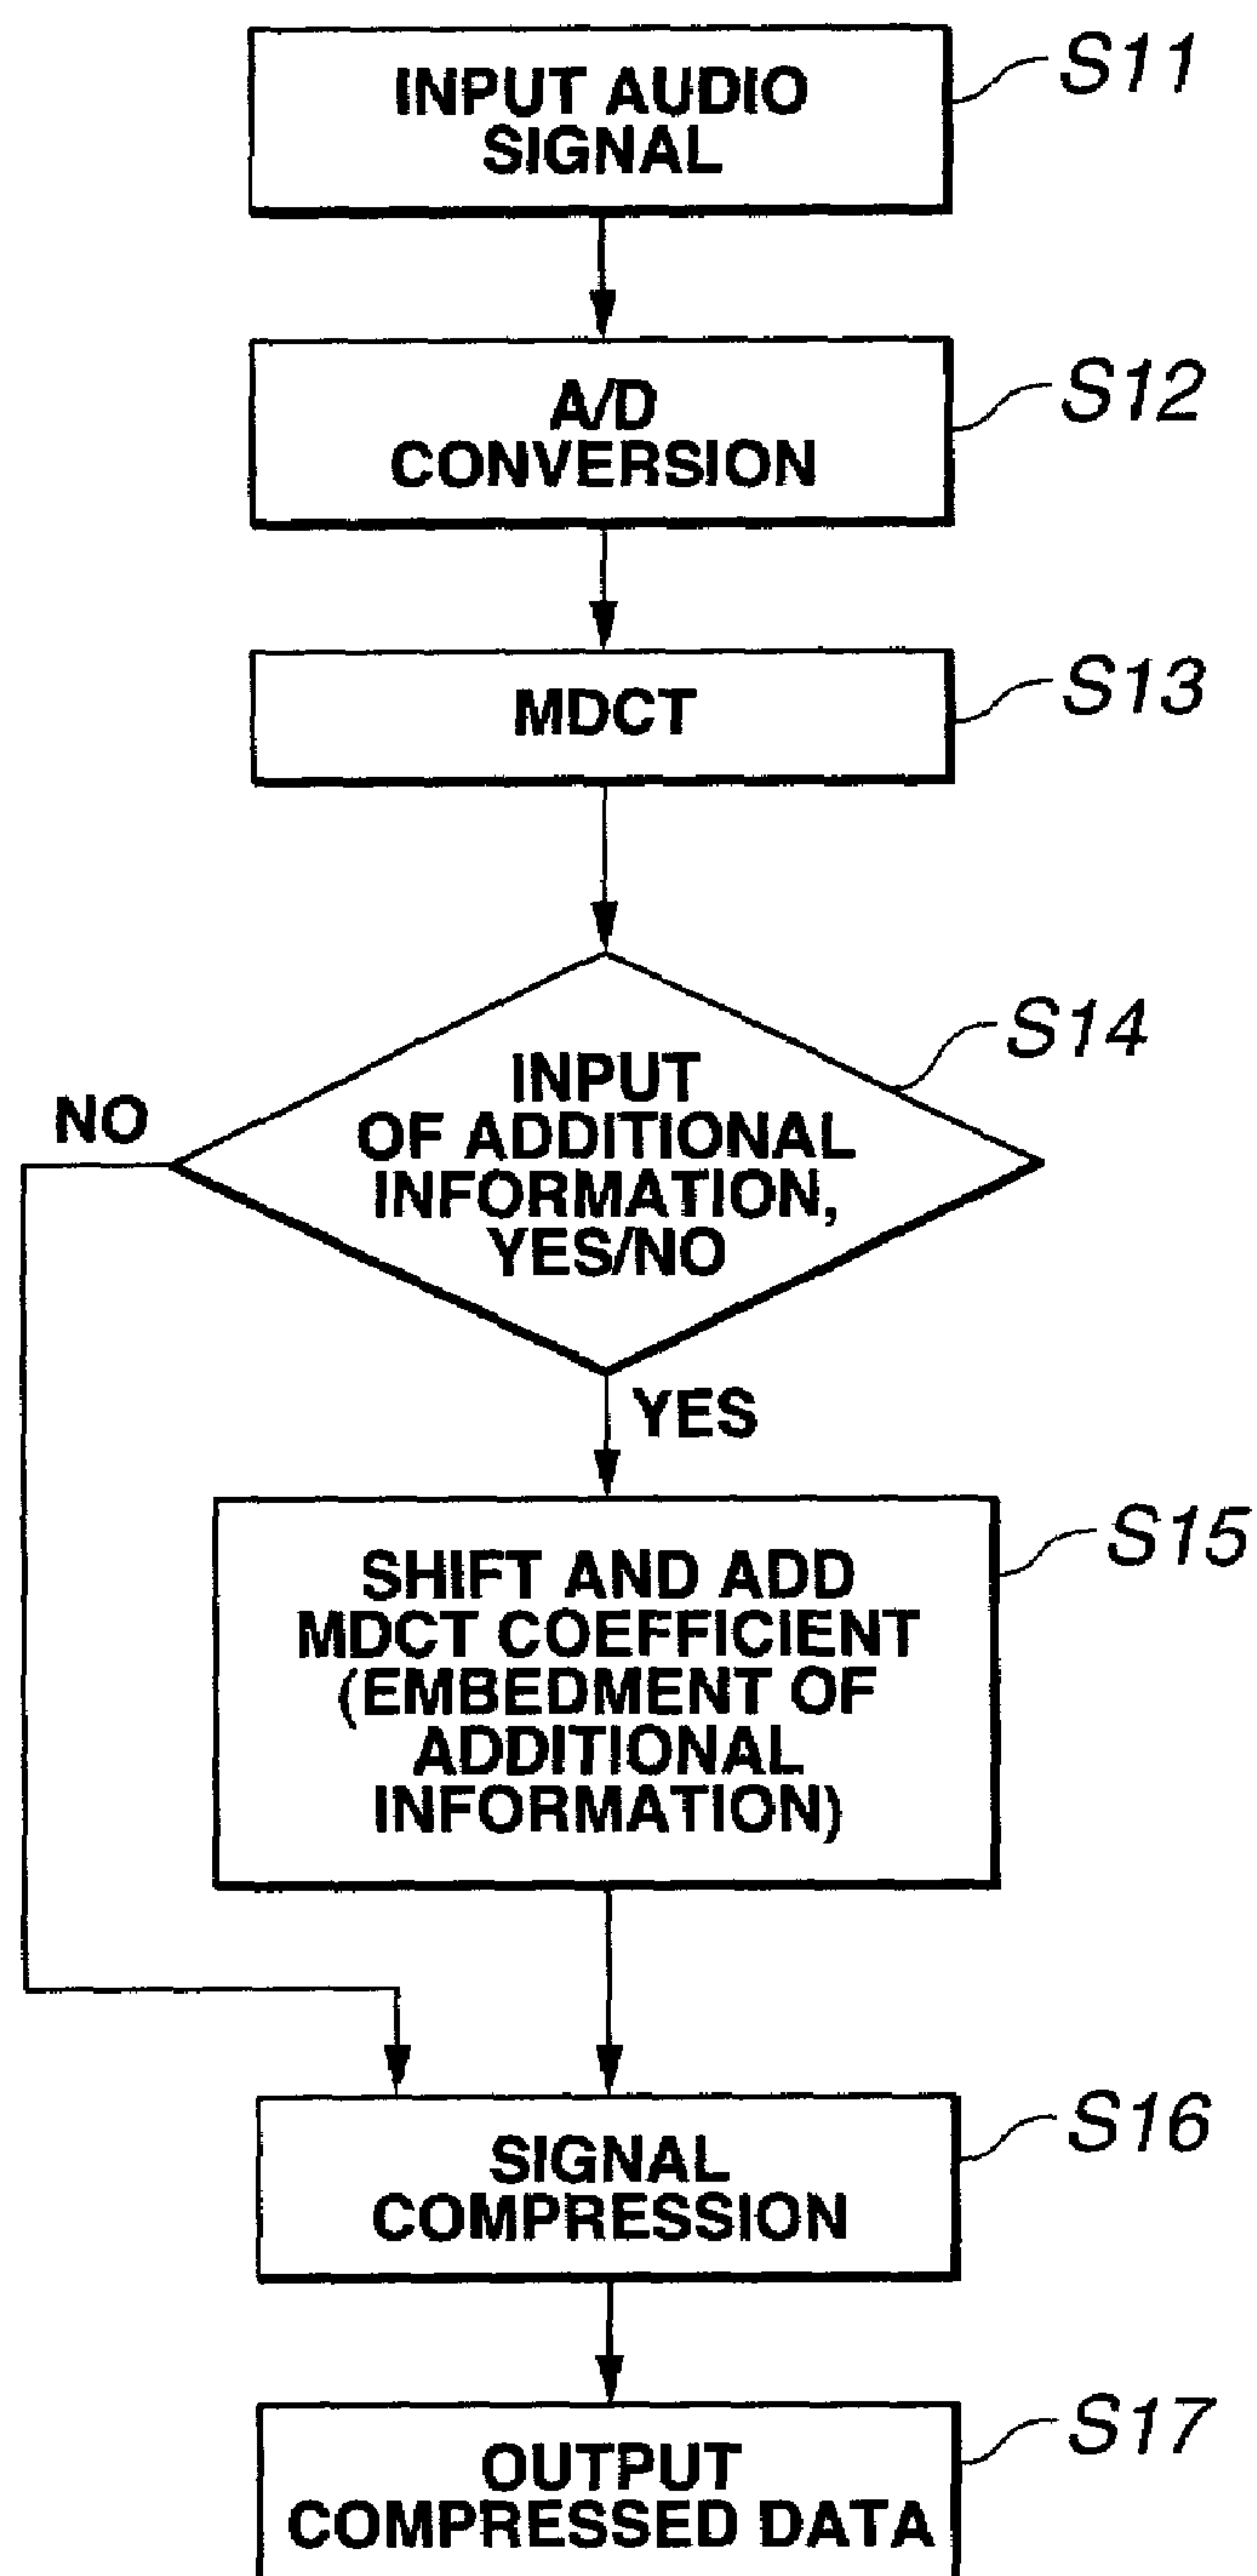 INPUT AUDIO
SIGNAL
S11
A/D
CONVERSION
S12
MDCT
S13
INPUT
OF ADDITIONAL
INFORMATION,
YES/NO
S14
NO
YES
SHIFT AND ADD
MDCT COEFFICIENT
(EMBEDMENT OF
ADDITIONAL
INFORMATION)
S15
SIGNAL
COMPRESSION
S16
OUTPUT
COMPRESSED DATA
S17